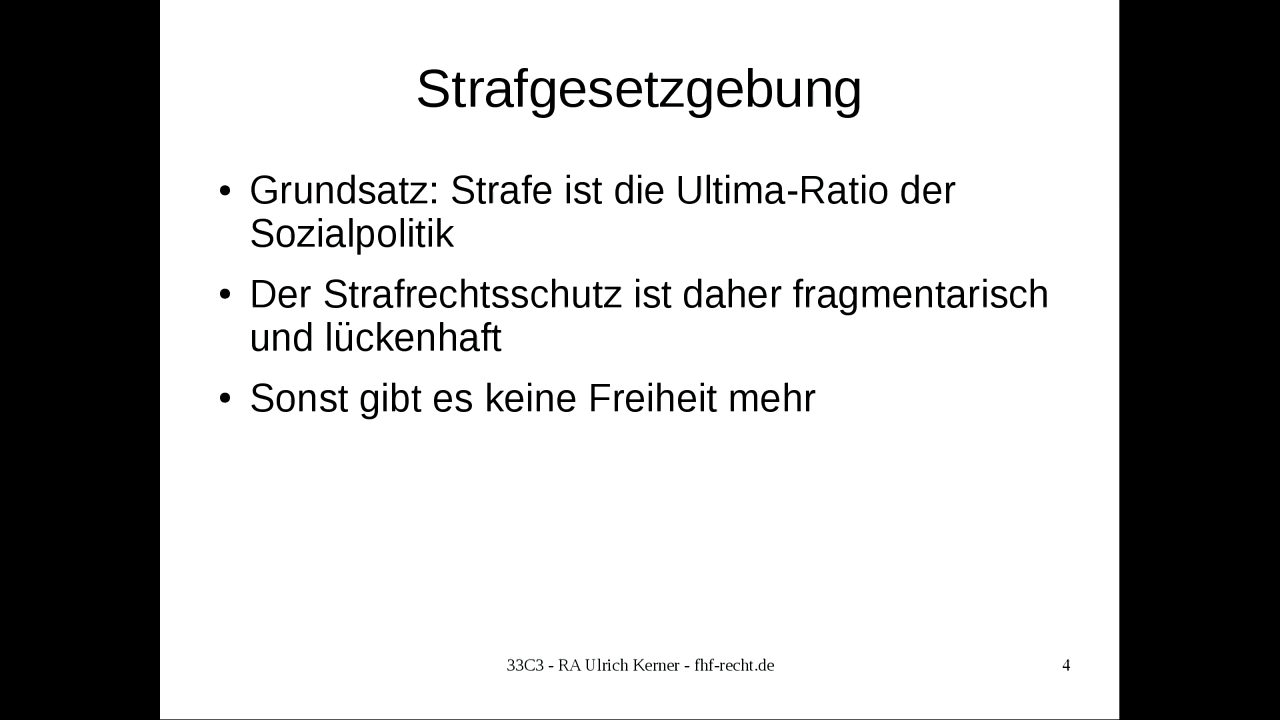 Strafgesetzgebung
• Grundsatz: Strafe ist die Ultima-Ratio der
Sozialpolitik
• Der Strafrechtsschutz ist daher fragmentarisch
und lückenhaft
• Sonst gibt es keine Freiheit mehr
33C3 - RA Ulrich Kerner - fhf-recht.de
4